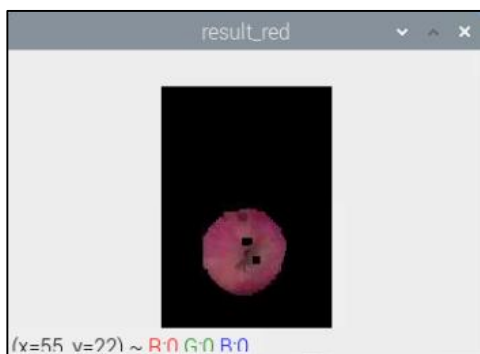 result_red
(x=55, y=22) ~ R:0 G:0 B:0